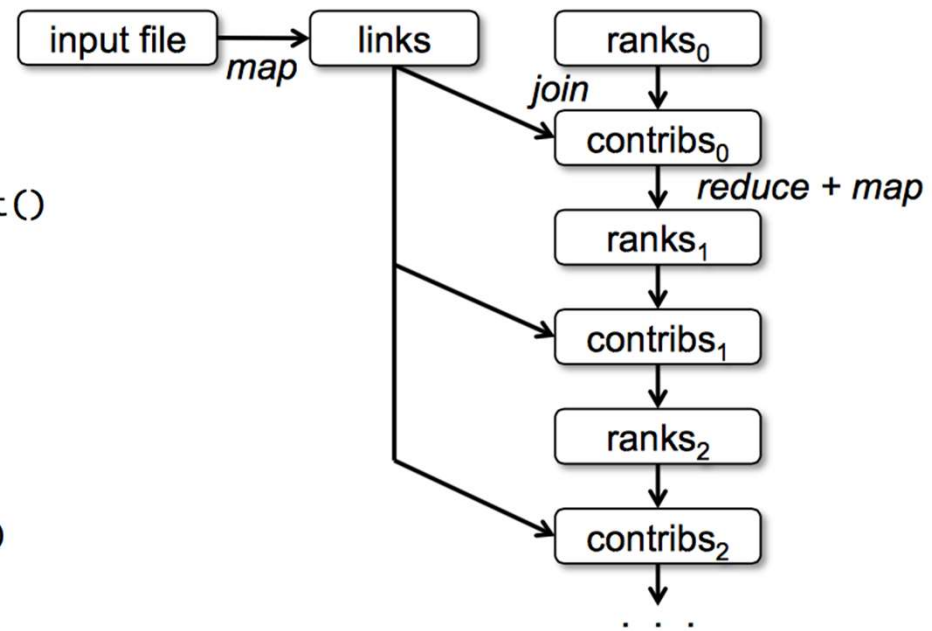 input file
map
links
ranks₀
join
contribs₀
reduce + map
t()
ranks₁
contribs₁
ranks₂
)
contribs₂
. . .